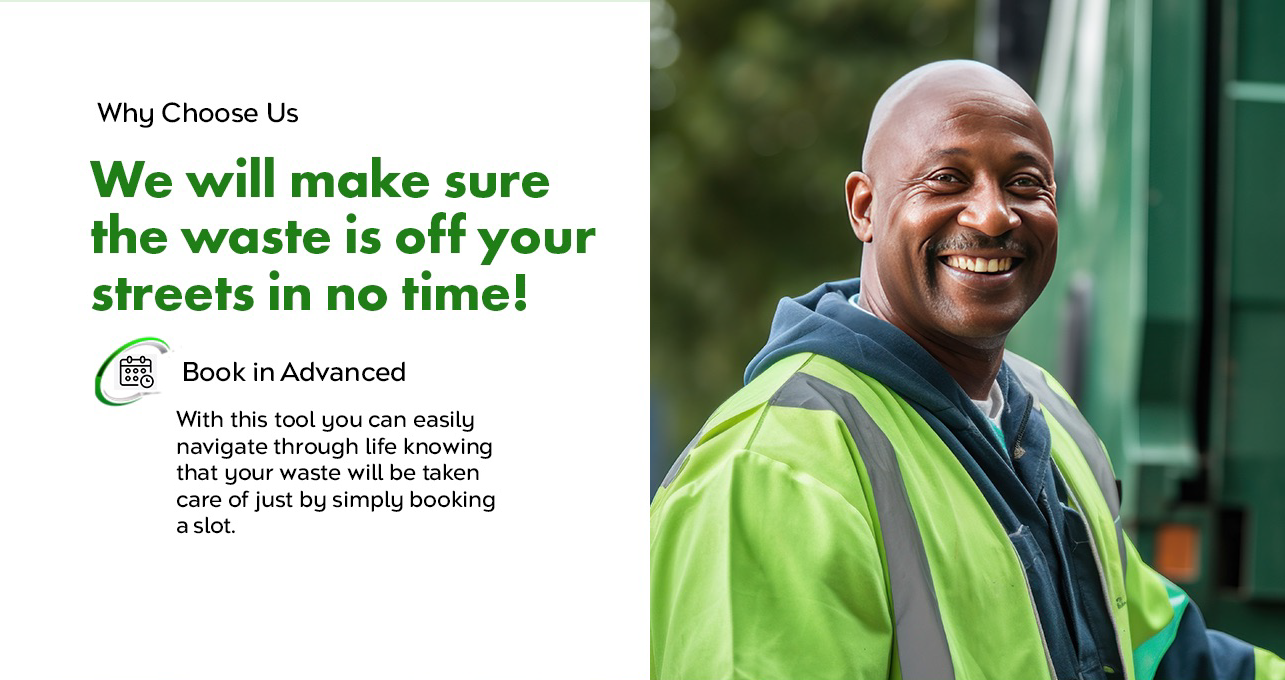 Why Choose Us
We will make sure
the waste is off your
streets in no time!
Book in Advanced
With this tool you can easily
navigate through life knowing
that your waste will be taken
care of just by simply booking
a slot.